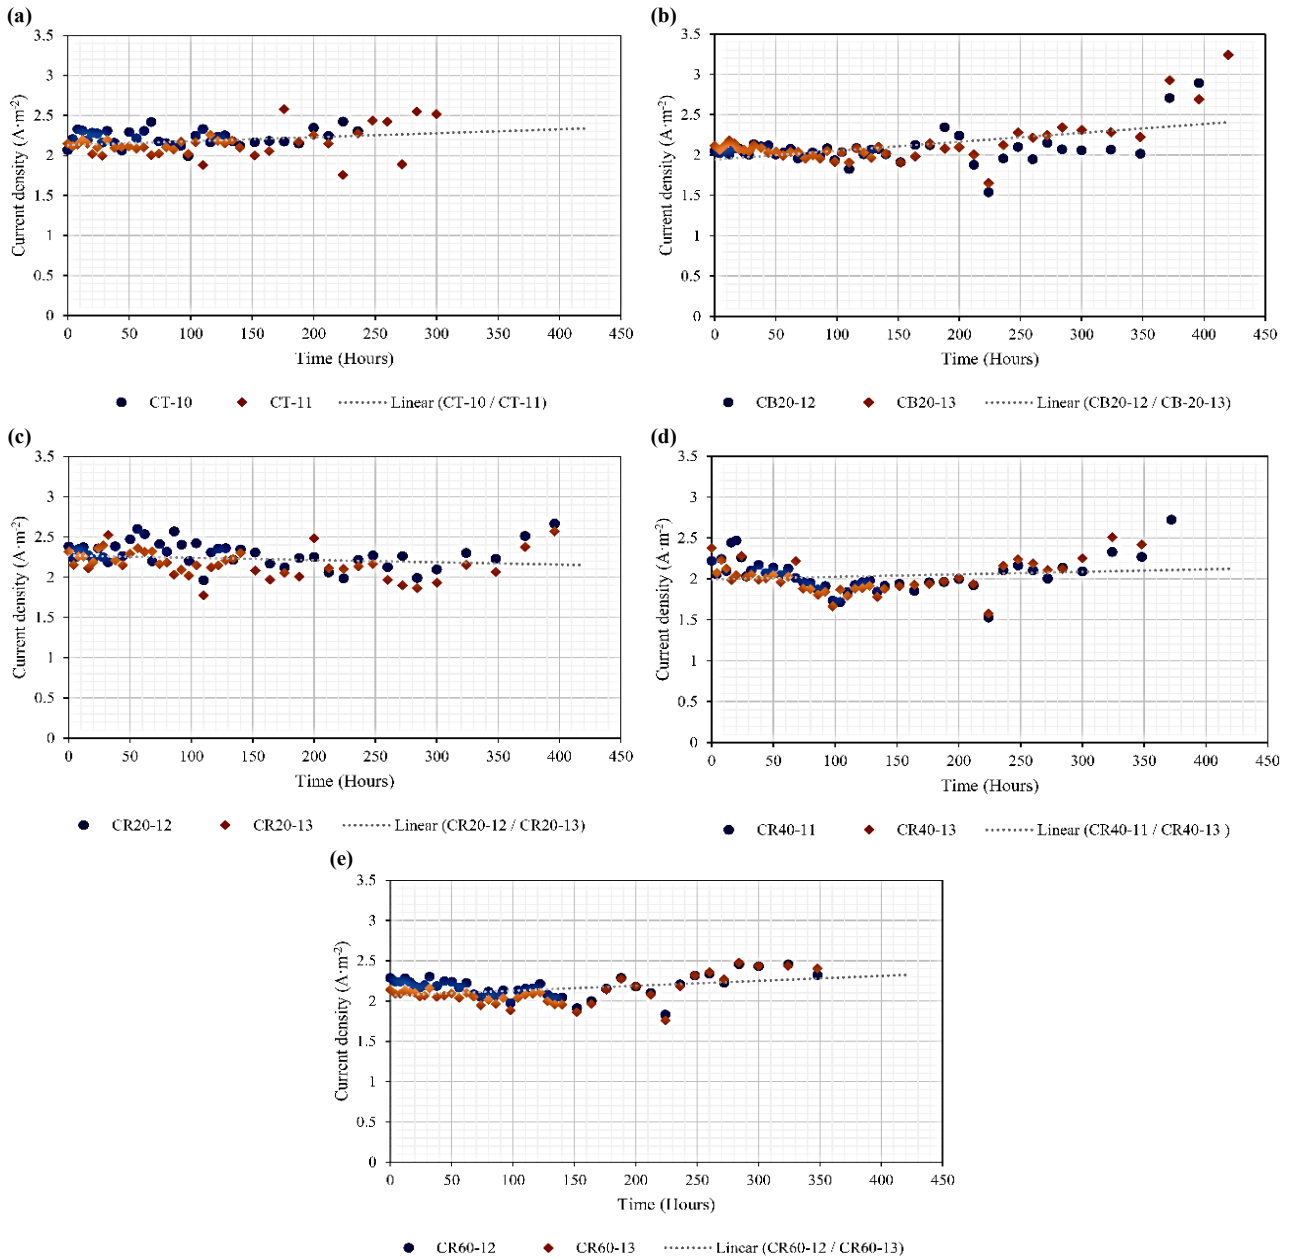 (a)
3.5
3
2.5
2
1.5
1
0.5
0
Current density (A·m⁻²)
0 50 100 150 200 250 300 350 400 450
Time (Hours)
CT-10 CT-11 Linear (CT-10 / CT-11)
(b)
3.5
3
2.5
2
1.5
1
0.5
0
Current density (A·m⁻²)
0 50 100 150 200 250 300 350 400 450
Time (Hours)
CB20-12 CB20-13 Linear (CB20-12 / CB-20-13)
(c)
3.5
3
2.5
2
1.5
1
0.5
0
Current density (A·m⁻²)
0 50 100 150 200 250 300 350 400 450
Time (Hours)
CR20-12 CR20-13 Linear (CR20-12 / CR20-13)
(d)
3.5
3
2.5
2
1.5
1
0.5
0
Current density (A·m⁻²)
0 50 100 150 200 250 300 350 400 450
Time (Hours)
CR40-11 CR40-13 Linear (CR40-11 / CR40-13 )
(e)
3.5
3
2.5
2
1.5
1
0.5
0
Current density (A·m⁻²)
0 50 100 150 200 250 300 350 400 450
Time (Hours)
CR60-12 CR60-13 Linear (CR60-12 / CR60-13)